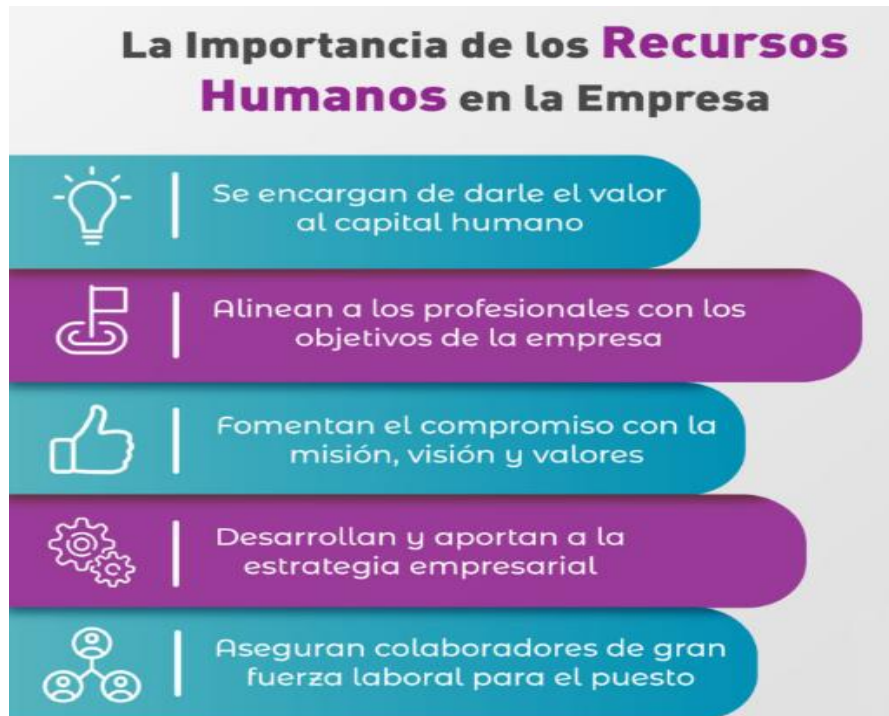 La Importancia de los Recursos
Humanos en la Empresa
Se encargan de darle el valor
al capital humano
Alinean a los profesionales con los
objetivos de la empresa
Fomentan el compromiso con la
misión, visión y valores
Desarrollan y aportan a la
estrategia empresarial
Aseguran colaboradores de gran
fuerza laboral para el puesto